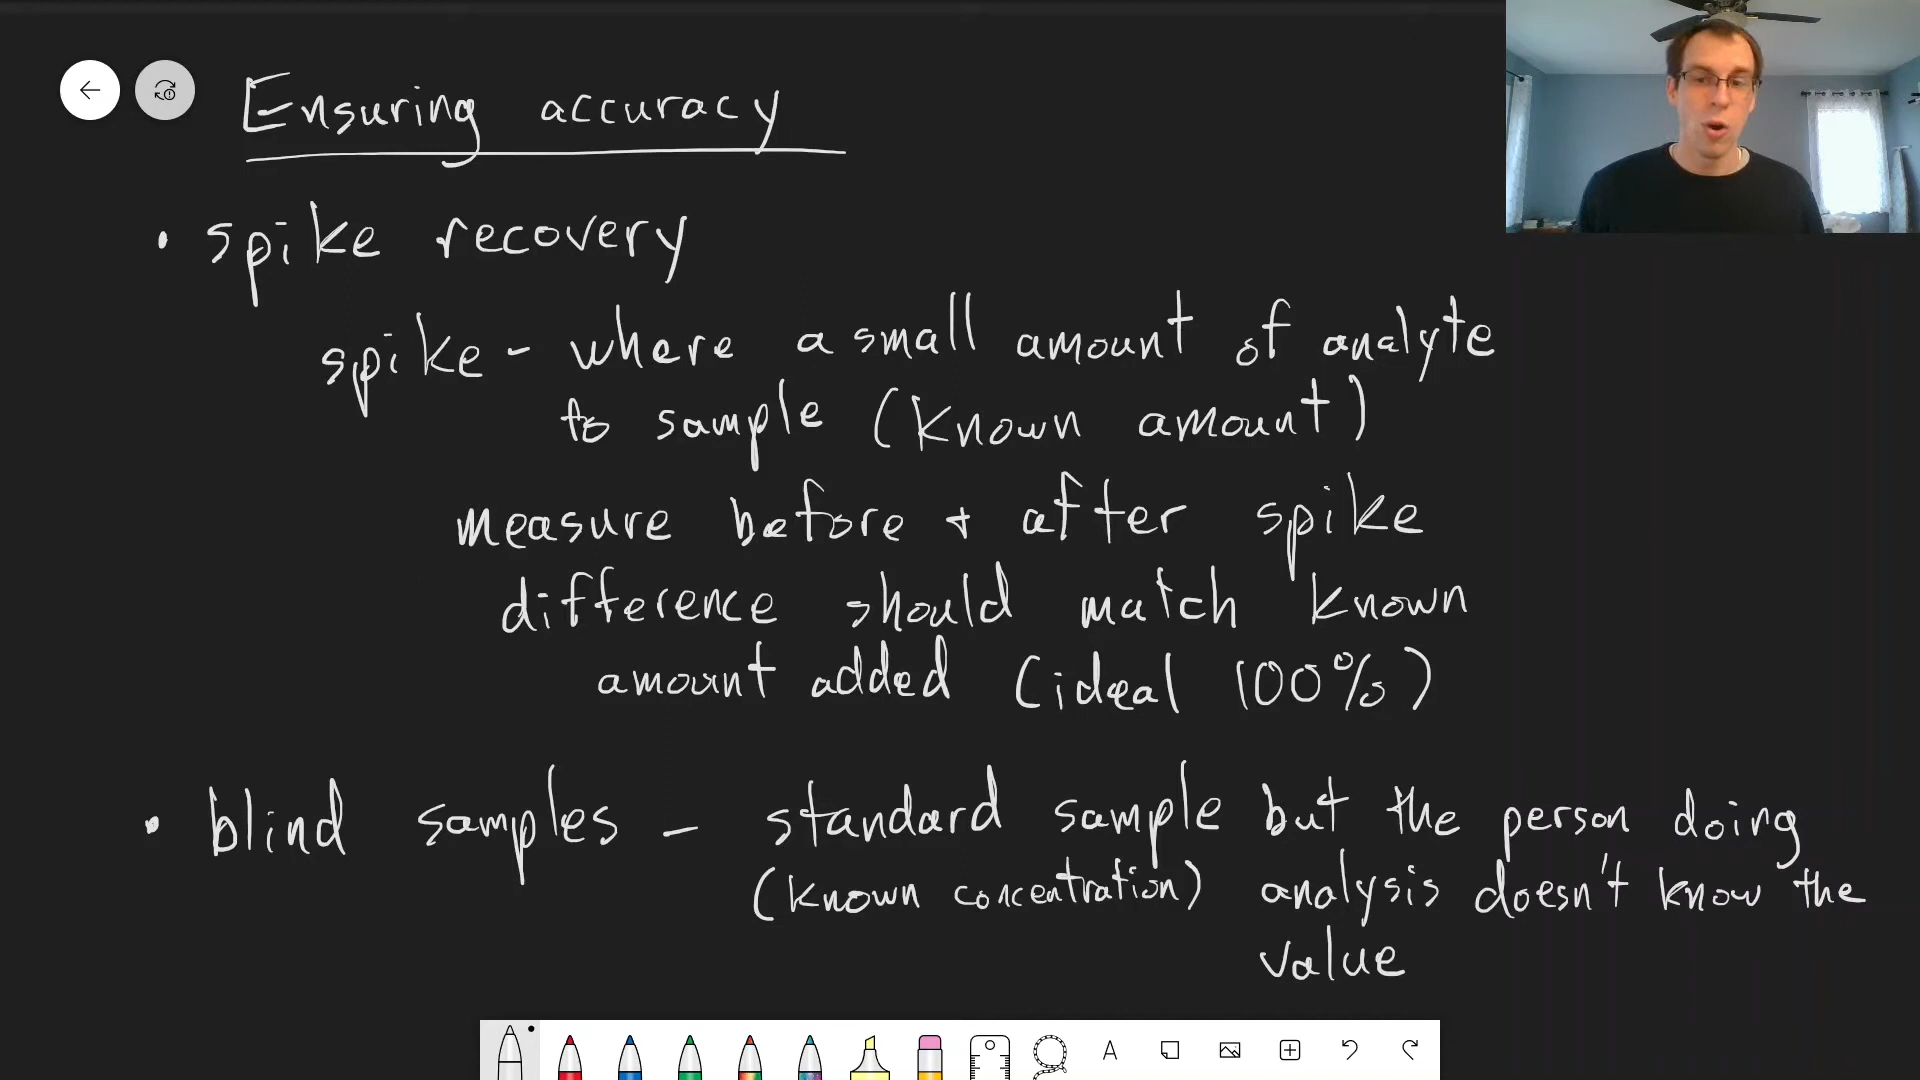 Ensuring accuracy
• spike recovery
spike - where a small amount of analyte
to sample (known amount)
measure before + after spike
difference should match known
amount added (ideal 100%)
• blind samples - standard sample but the person doing
(known concentration) analysis doesn't know the
value
A